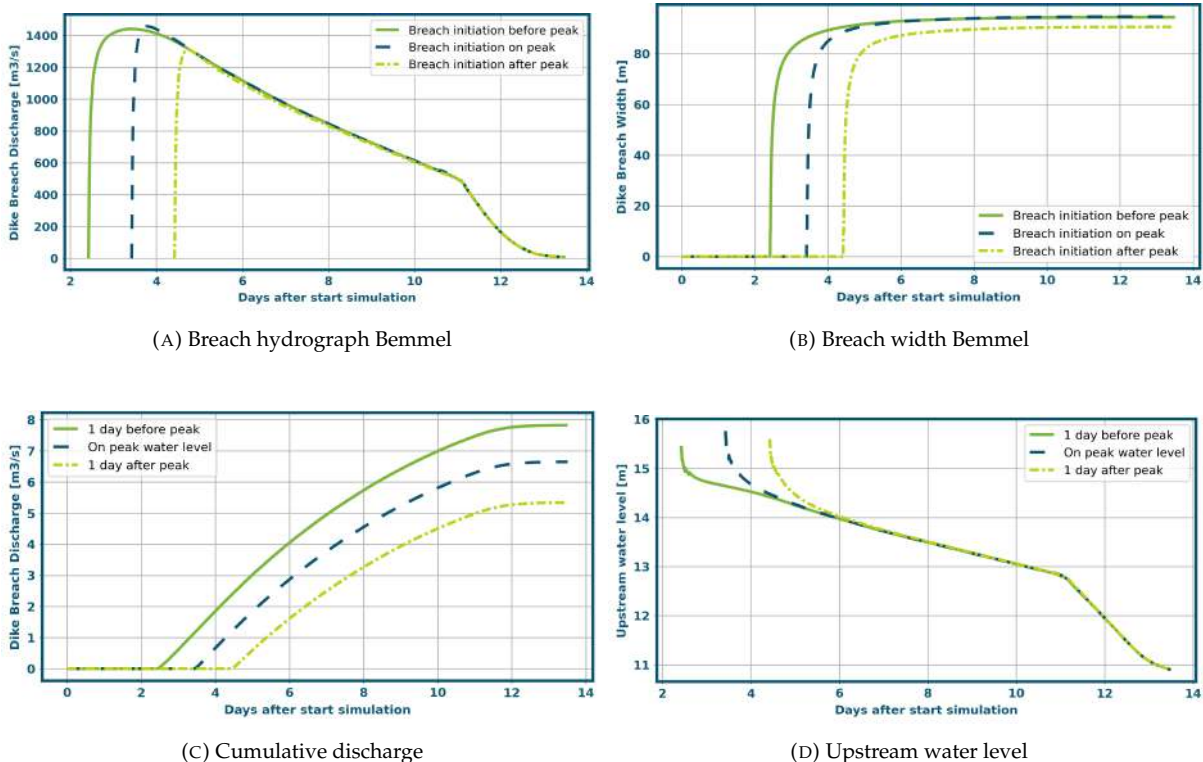 1400
1200
1000
800
600
400
200
0
Dike Breach Discharge [m3/s]
Breach initiation before peak
Breach initiation on peak
Breach initiation after peak
2 4 6 8 10 12 14
Days after start simulation
(A) Breach hydrograph Bemmel
80
60
40
20
0
Dike Breach Width [m]
Breach initiation before peak
Breach initiation on peak
Breach initiation after peak
0 2 4 6 8 10 12 14
Days after start simulation
(B) Breach width Bemmel
8
7
6
5
4
3
2
1
0
Dike Breach Discharge [m3/s]
1 day before peak
On peak water level
1 day after peak
0 2 4 6 8 10 12 14
Days after start simulation
(C) Cumulative discharge
16
15
14
13
12
11
Upstream water level [m]
1 day before peak
On peak water level
1 day after peak
2 4 6 8 10 12 14
Days after start simulation
(D) Upstream water level